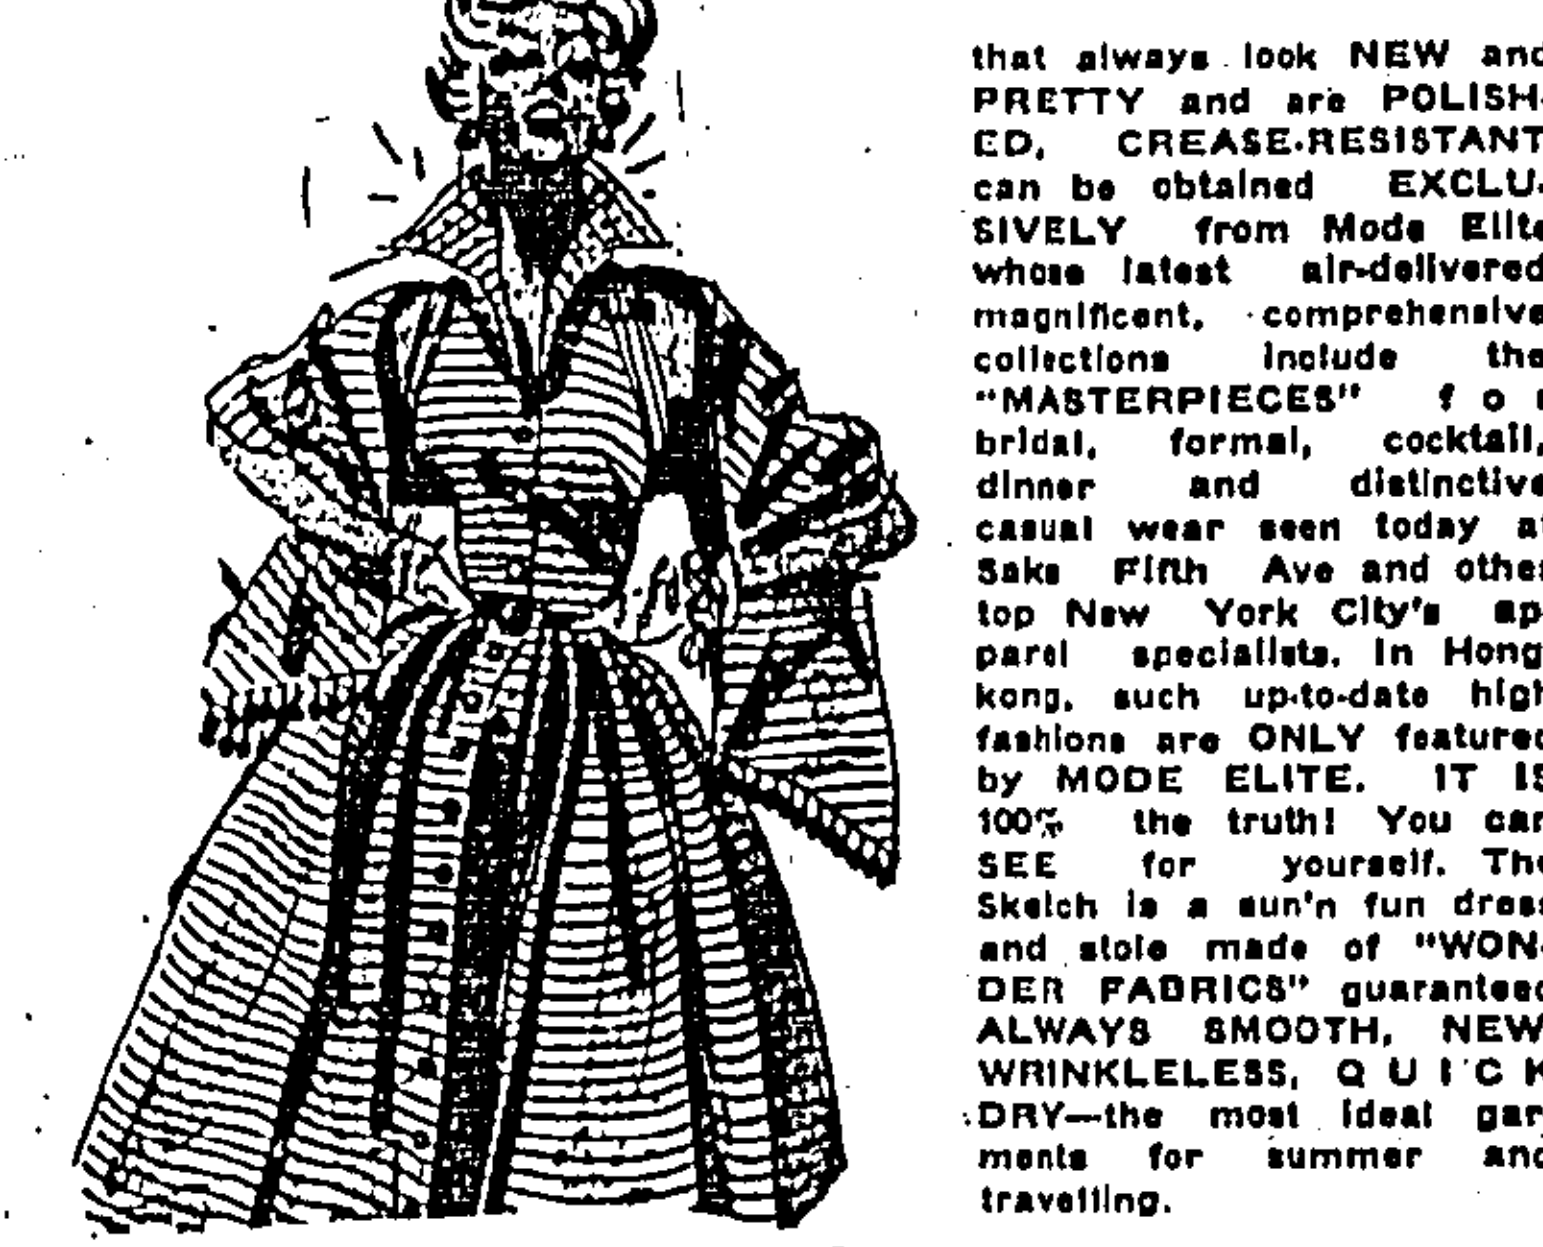 that always look NEW and
PRETTY and are POLISH-
ED, CREASE-RESISTANT
can be obtained EXCLU-
SIVELY from Mode Elite
whose latest air-delivered
magnificent, comprehensive
collections include the
"MASTERPIECES" f o r
bridal, formal, cocktail,
dinner and distinctive
casual wear seen today at
Saks Fifth Ave and other
top New York City's ap-
parel specialists. In Hong
kong, such up-to-date high
fashions are ONLY featured
by MODE ELITE. IT IS
100% the truth! You can
SEE for yourself. The
Sketch is a sun'n fun dress
and stole made of "WON-
DER FABRICS" guaranteed
ALWAYS SMOOTH, NEW
WRINKLELESS, Q U I C K
DRY—the most ideal gar-
ments for summer and
travelling.